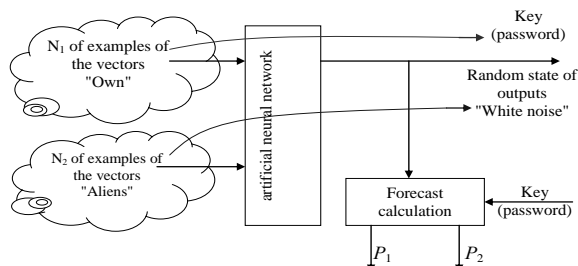 N1 of examples of
the vectors
"Own"
N2 of examples of
the vectors
"Aliens"
artificial neural network
Key
(password)
Random state of
outputs
"White noise"
Forecast
calculation
Key
(password)
P1
P2